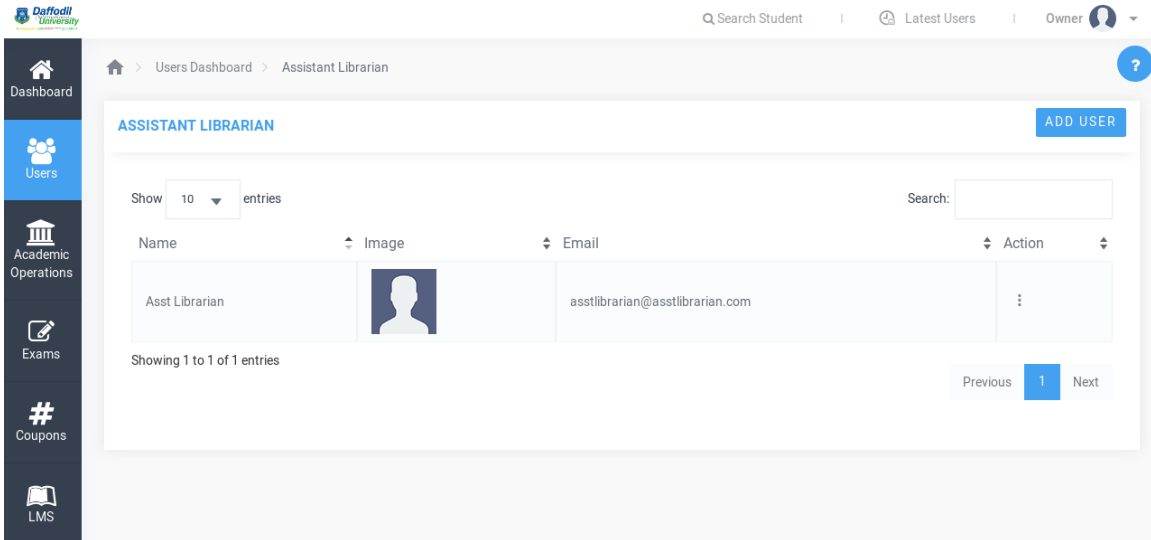 Daffodil
University
Search Student
Latest Users
Owner
Dashboard
Users
Academic
Operations
Exams
Coupons
LMS
Users Dashboard
Assistant Librarian
?
ASSISTANT LIBRARIAN
ADD USER
Show 10 entries
Search:
Name Image Email Action
Asst Librarian asstlibrarian@asstlibrarian.com
Showing 1 to 1 of 1 entries
Previous 1 Next